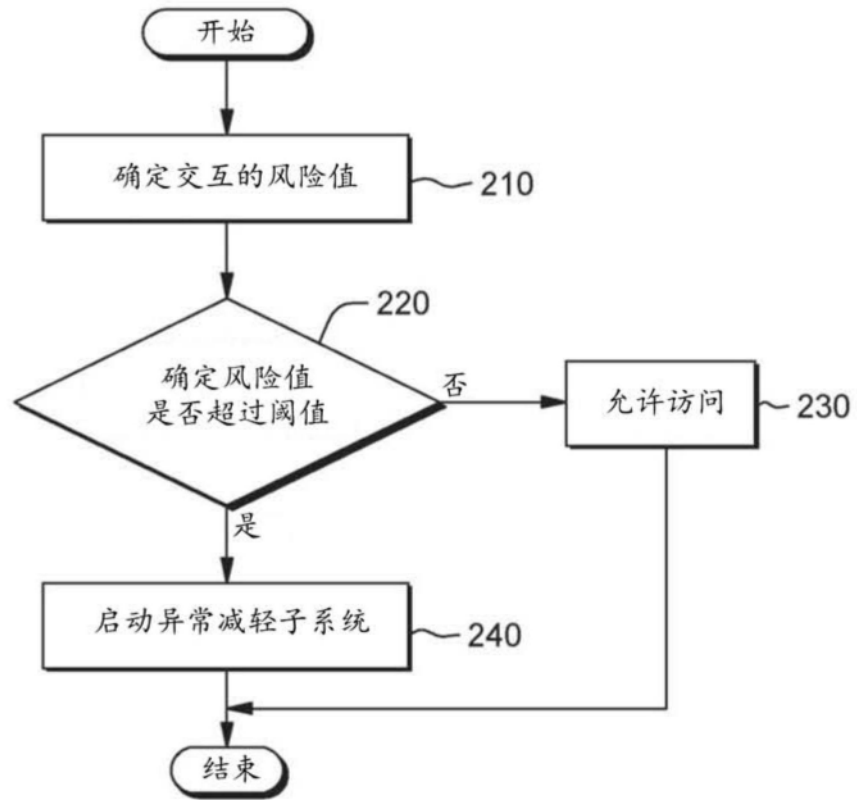 开始
确定交互的风险值
210
220
确定风险值
是否超过阈值
否
允许访问
230
是
启动异常减轻子系统
240
结束